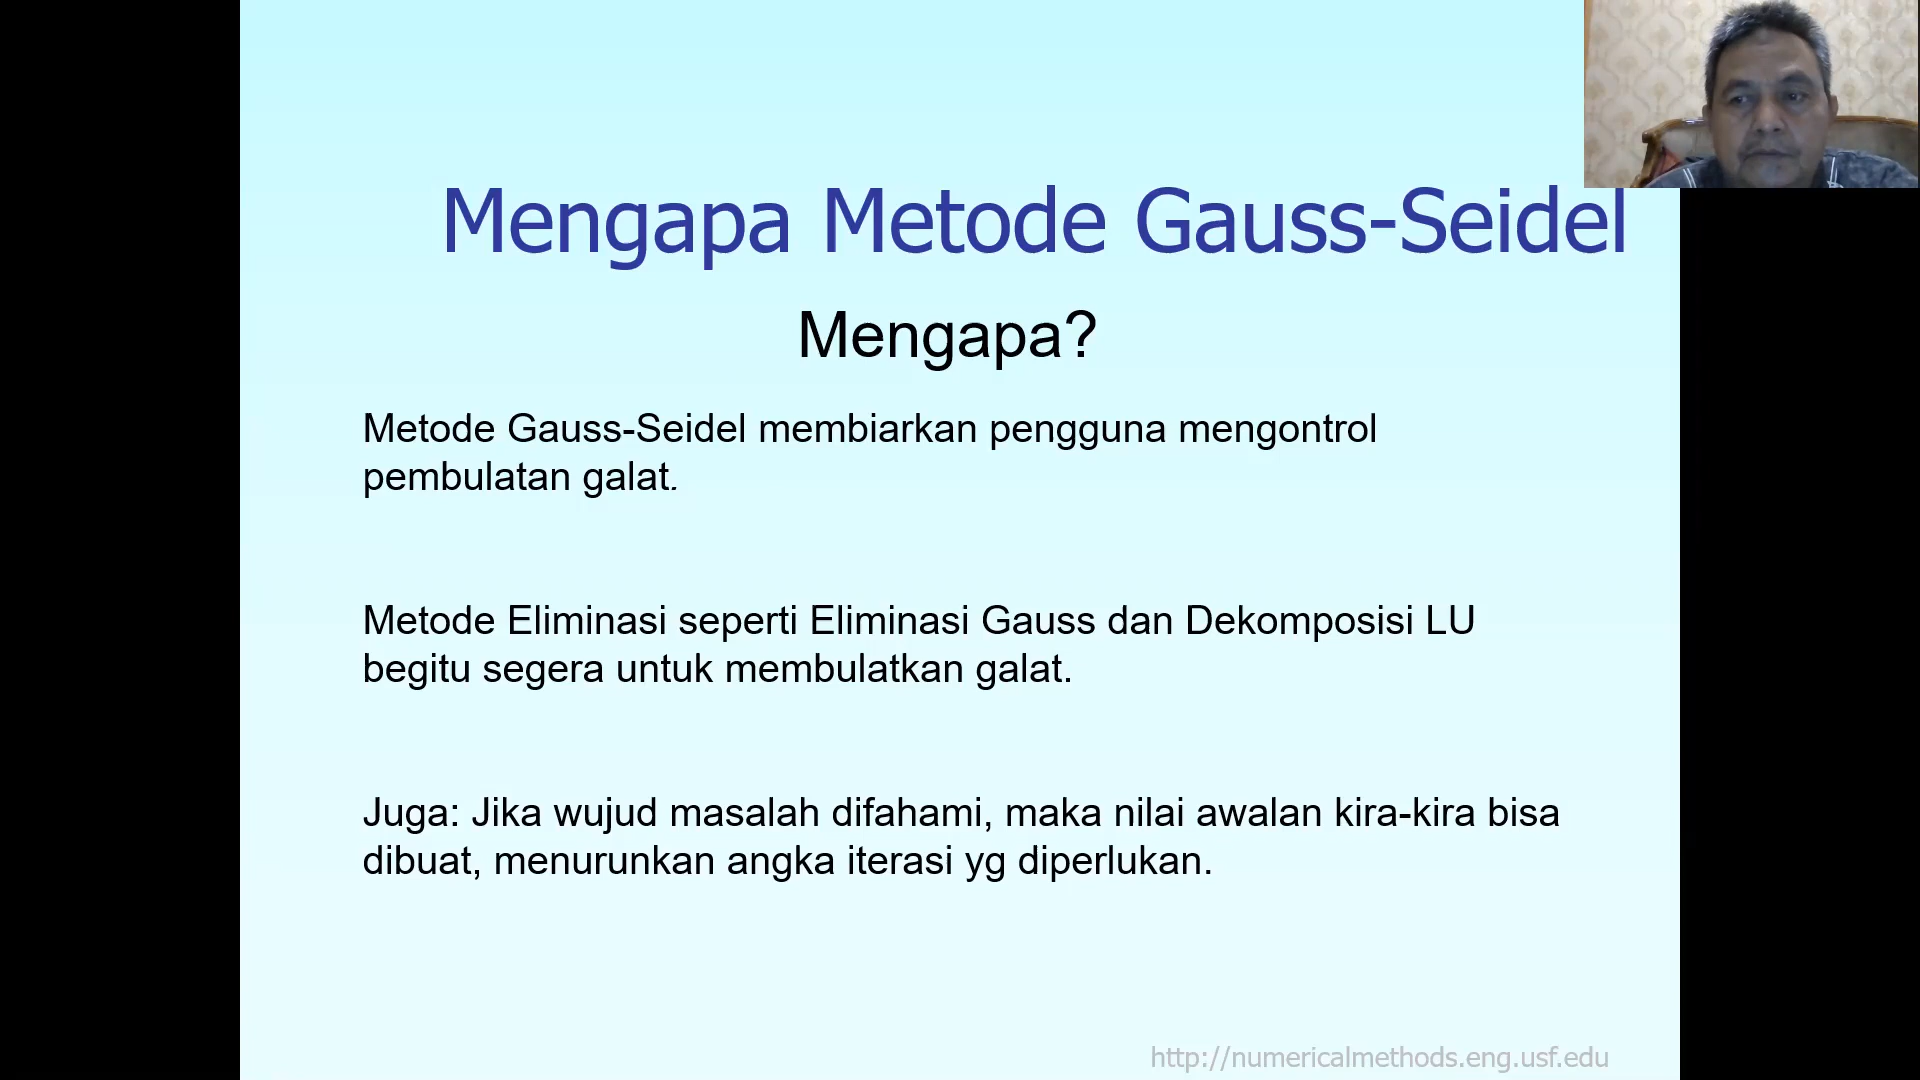 Mengapa Metode Gauss-Seidel
Mengapa?
Metode Gauss-Seidel membiarkan pengguna mengontrol
pembulatan galat.
Metode Eliminasi seperti Eliminasi Gauss dan Dekomposisi LU
begitu segera untuk membulatkan galat.
Juga: Jika wujud masalah difahami, maka nilai awalan kira-kira bisa
dibuat, menurunkan angka iterasi yg diperlukan.
http://numericalmethods.eng.usf.edu